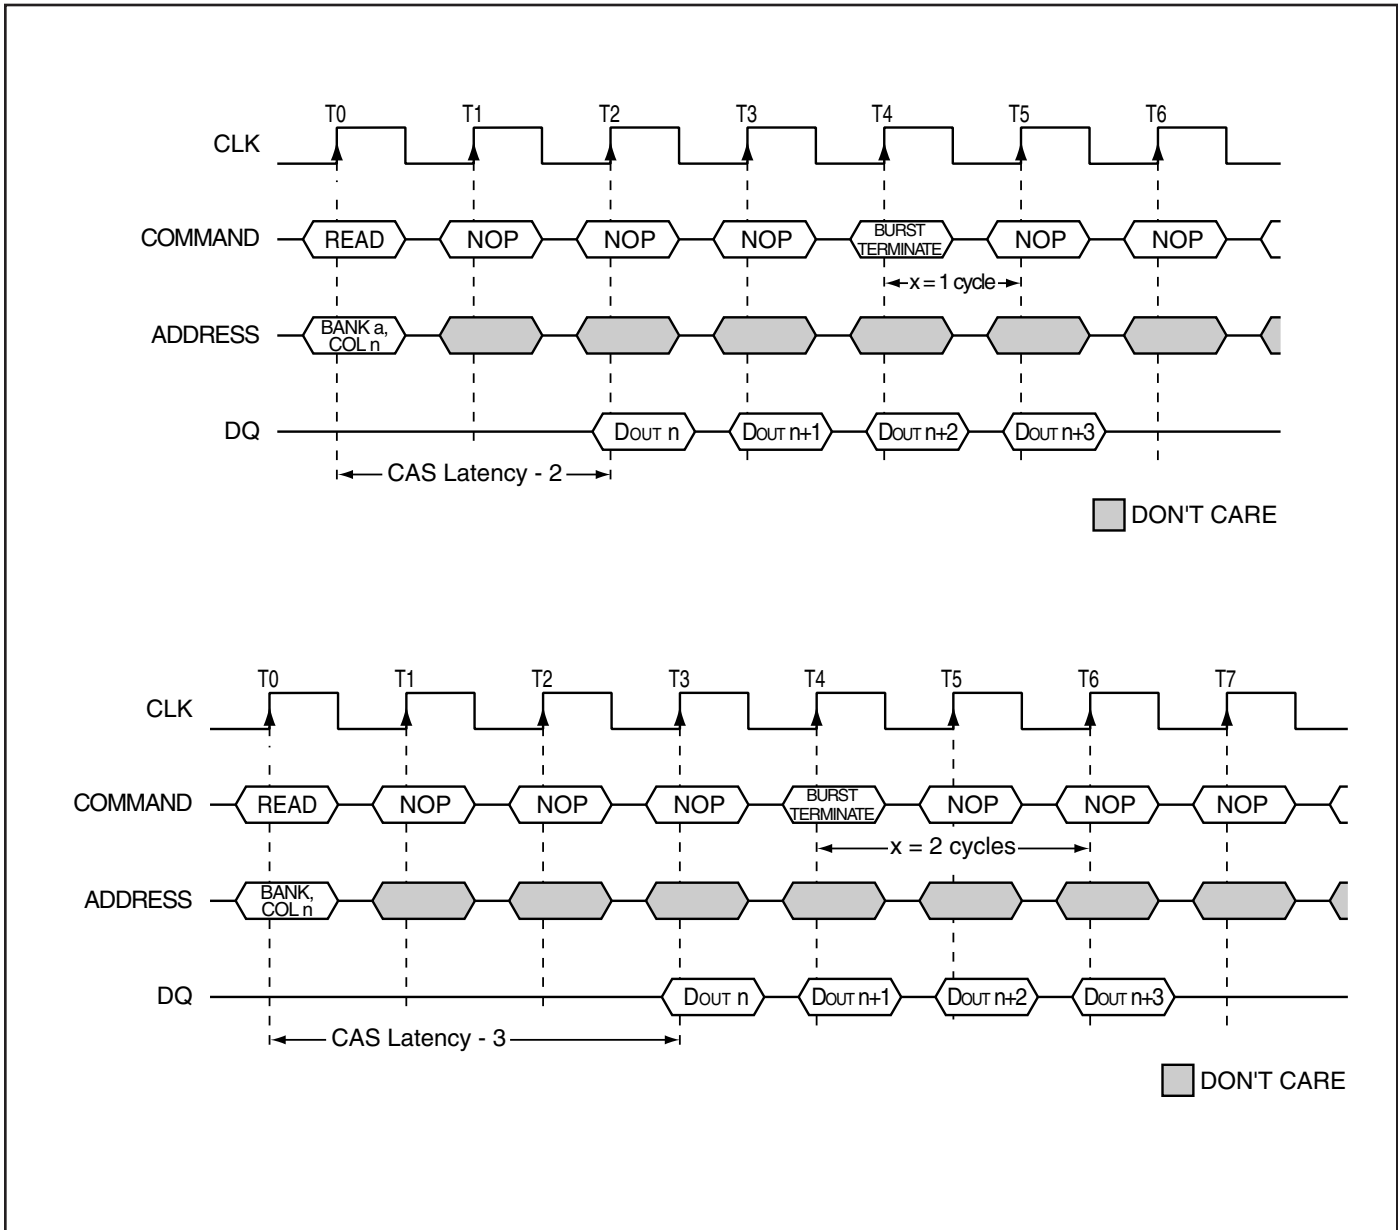 T0 T1 T2 T3 T4 T5 T6
CLK
COMMAND READ NOP NOP NOP BURST TERMINATE NOP NOP
x = 1 cycle
ADDRESS BANK a, COL n
DQ DOUT n DOUT n+1 DOUT n+2 DOUT n+3
CAS Latency - 2
DON'T CARE
T0 T1 T2 T3 T4 T5 T6 T7
CLK
COMMAND READ NOP NOP NOP BURST TERMINATE NOP NOP NOP
x = 2 cycles
ADDRESS BANK, COL n
DQ DOUT n DOUT n+1 DOUT n+2 DOUT n+3
CAS Latency - 3
DON'T CARE